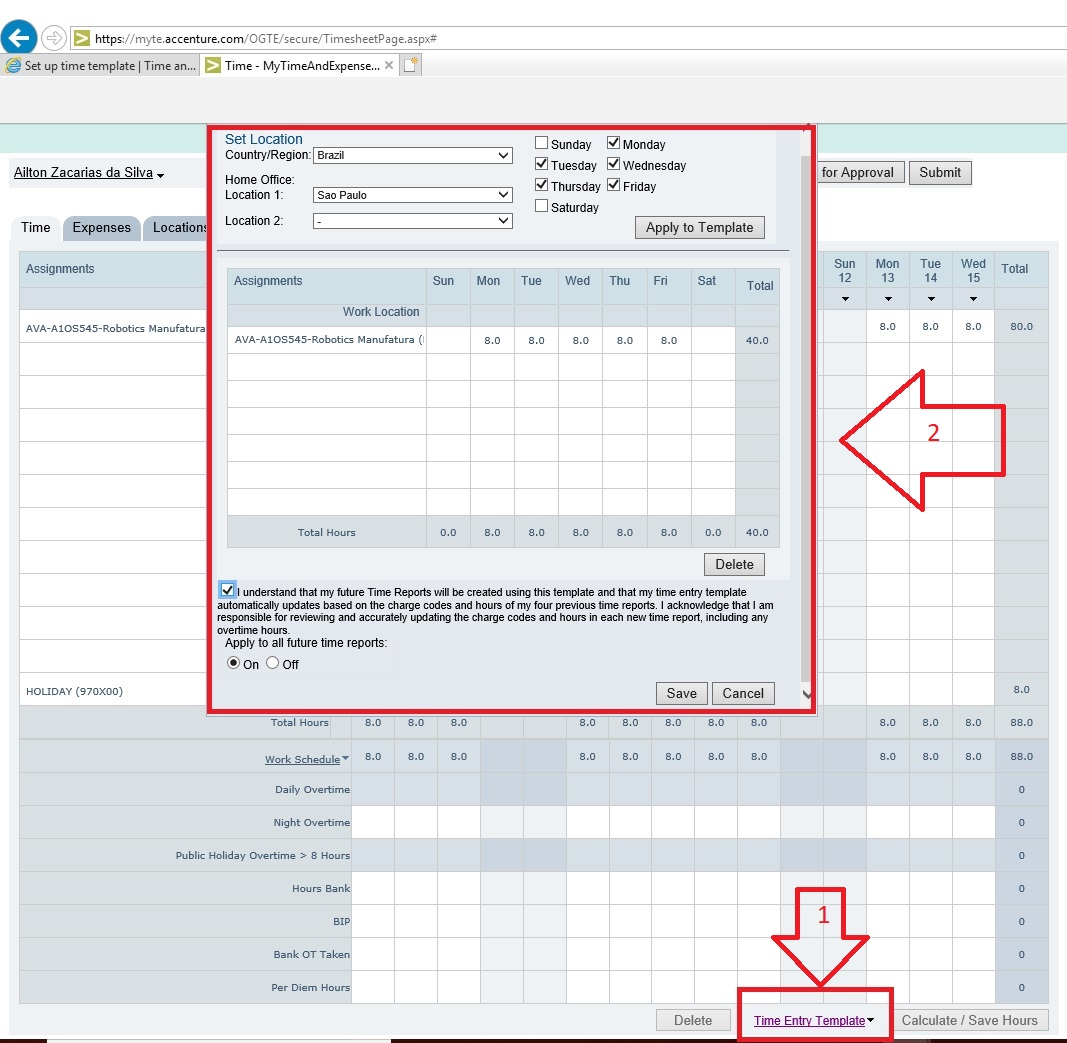 https://myte.accenture.com/OGTE/secure/TimesheetPage.aspx#
Set up time template | Time an... Time - MyTimeAndExpense...
Set Location
Country/Region: Brazil
Home Office:
Location 1: Sao Paulo
Location 2: -
Sunday Monday
Tuesday Wednesday
Thursday Friday
Saturday
Apply to Template
Ailton Zacarias da Silva
for Approval Submit
Time Expenses Locations
Assignments Sun 12 Mon 13 Tue 14 Wed 15 Total
AVA-A1OS545-Robotics Manufatura 8.0 8.0 8.0 80.0
Assignments Sun Mon Tue Wed Thu Fri Sat Total
Work Location
AVA-A1OS545-Robotics Manufatura ( 8.0 8.0 8.0 8.0 8.0 40.0
Total Hours 0.0 8.0 8.0 8.0 8.0 8.0 0.0 40.0
Delete
I understand that my future Time Reports will be created using this template and that my time entry template
automatically updates based on the charge codes and hours of my four previous time reports. I acknowledge that I am
responsible for reviewing and accurately updating the charge codes and hours in each new time report, including any
overtime hours.
Apply to all future time reports:
On Off
Save Cancel
2
HOLIDAY (970X00) 8.0
Total Hours 8.0 8.0 8.0 8.0 8.0 8.0 8.0 8.0 8.0 8.0 8.0 88.0
Work Schedule 8.0 8.0 8.0 8.0 8.0 8.0 8.0 8.0 8.0 8.0 8.0 88.0
Daily Overtime 0
Night Overtime 0
Public Holiday Overtime > 8 Hours 0
Hours Bank 0
BIP 0
Bank OT Taken 0
Per Diem Hours 0
1
Delete Time Entry Template Calculate / Save Hours